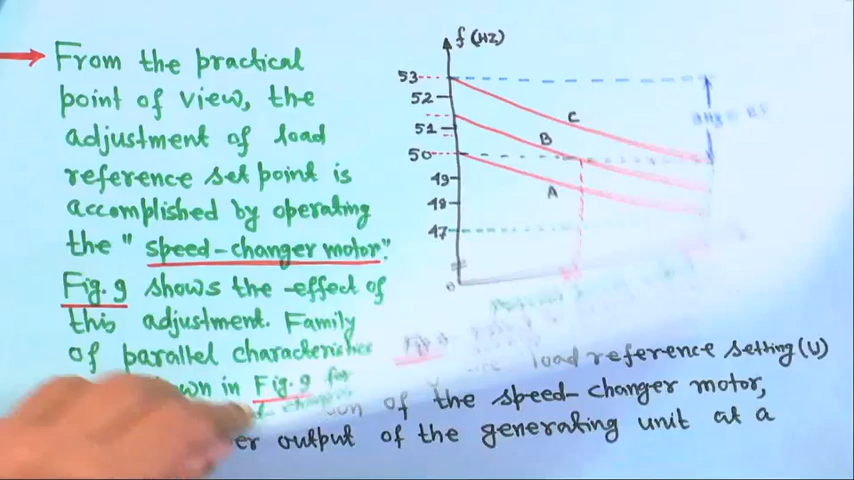 From the practical
point of view, the
adjustment of load
reference set point is
accomplished by operating
the "speed-changer motor."
Fig.9 shows the effect of
this adjustment. Family
of parallel characteristics
Fig.9 for
load reference setting (U)
of the speed-changer motor,
output of the generating unit at a
f (HZ)
53
52
51
50
49
48
47
0
C
B
A